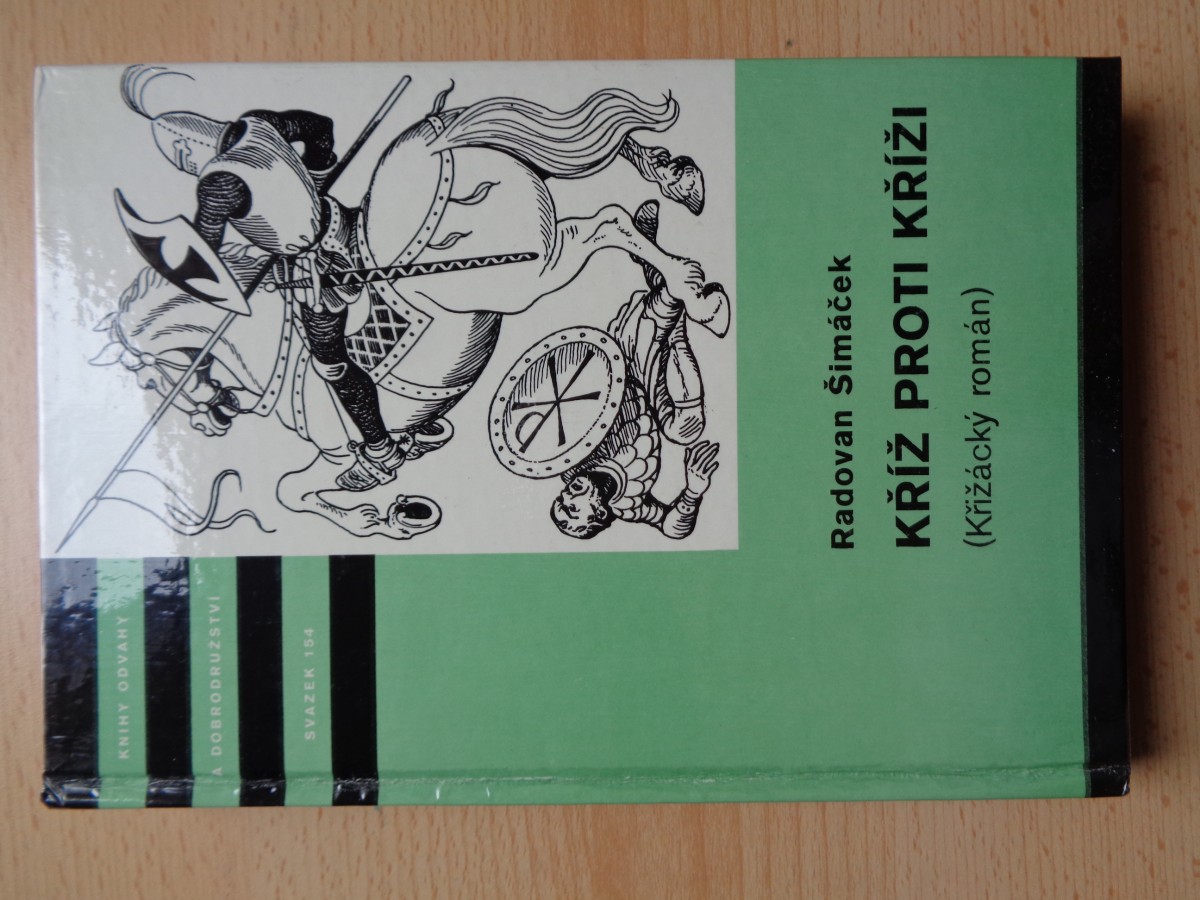 KNIHY ODVAHY
A DOBRODRUŽSTVÍ
SVAZEK 154
Radovan Šimáček
KŘÍŽ PROTI KŘÍŽI
(Křižácký román)